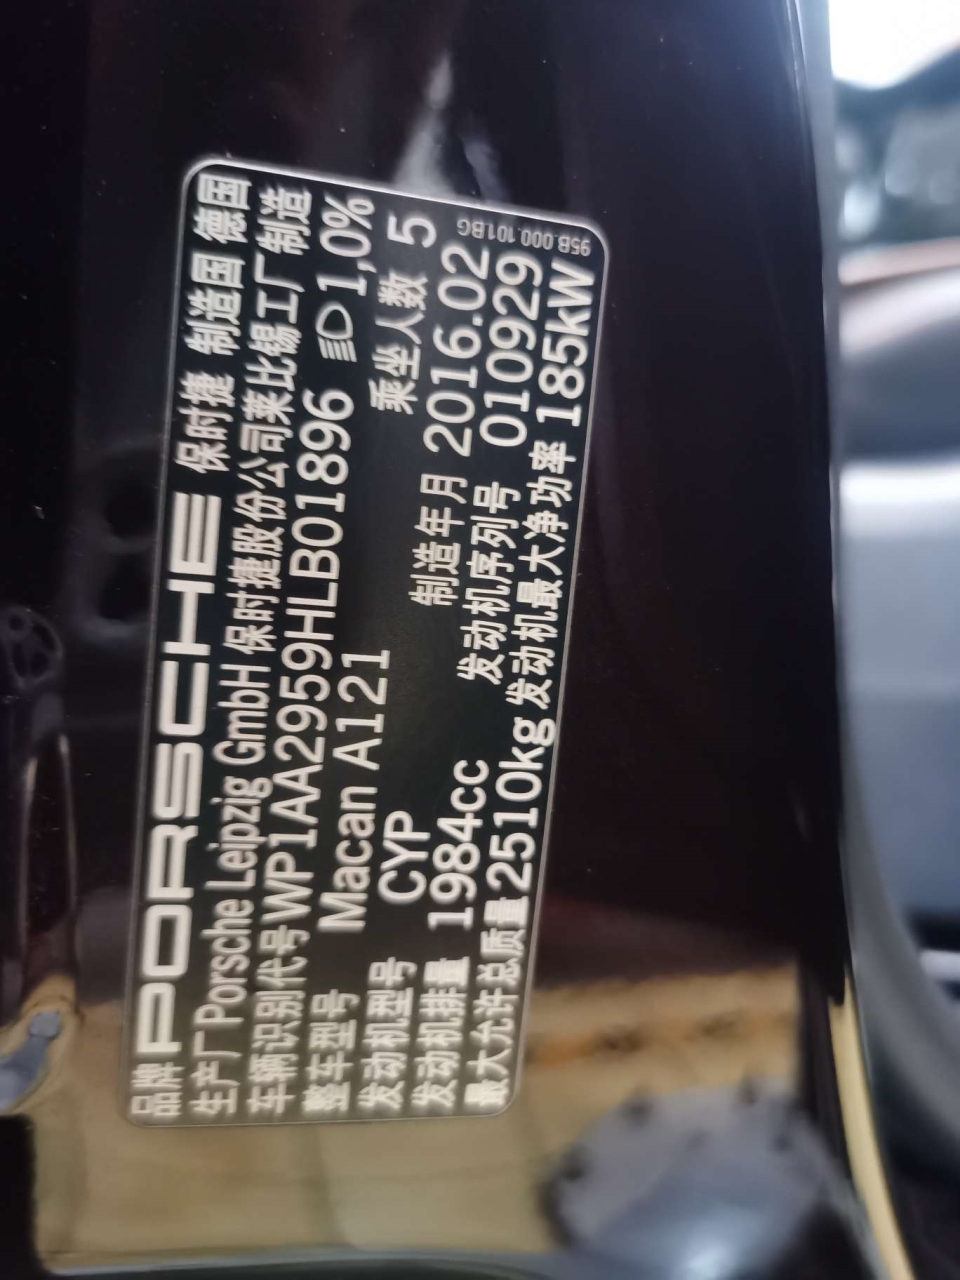 品牌 PORSCHE 保时捷 制造国 德国
生产厂 Porsche Leipzig GmbH 保时捷股份公司莱比锡工厂 制造
车辆识别代号 WP1AA2959HLB01896 1,0%
整车型号 Macan A121 乘坐人数 5
发动机型号 CYP 制造年月 2016.02
发动机排量 1984cc 发动机序列号 010929
最大允许总质量 2510kg 发动机最大净功率 185kW
95B.000.101.BG